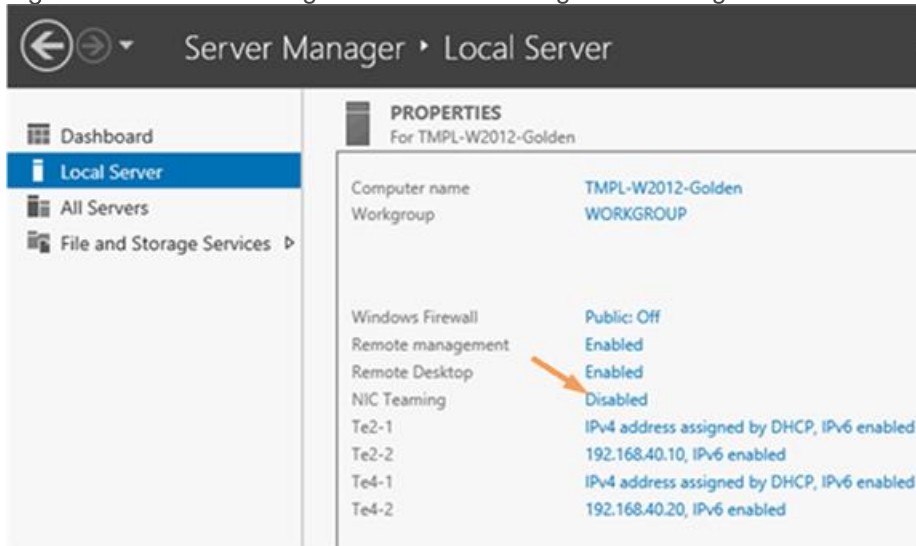 Server Manager ‣ Local Server
Dashboard
Local Server
All Servers
File and Storage Services
PROPERTIES
For TMPL-W2012-Golden
Computer name TMPL-W2012-Golden
Workgroup WORKGROUP
Windows Firewall Public: Off
Remote management Enabled
Remote Desktop Enabled
NIC Teaming Disabled
Te2-1 IPv4 address assigned by DHCP, IPv6 enabled
Te2-2 192.168.40.10, IPv6 enabled
Te4-1 IPv4 address assigned by DHCP, IPv6 enabled
Te4-2 192.168.40.20, IPv6 enabled